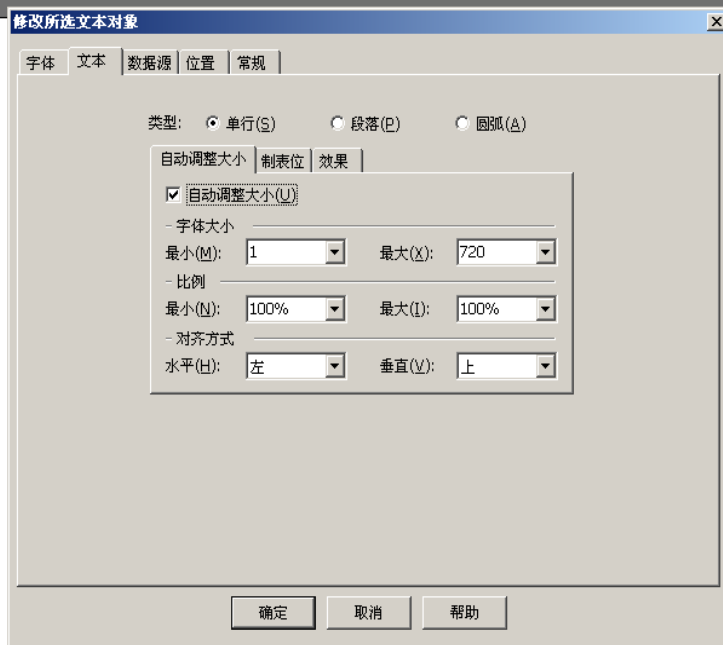 修改所选文本对象
字体 文本 数据源 位置 常规
类型: 单行(S) 段落(P) 圆弧(A)
自动调整大小 制表位 效果
自动调整大小(U)
字体大小
最小(M): 1 最大(X): 720
比例
最小(N): 100% 最大(I): 100%
对齐方式
水平(H): 左 垂直(V): 上
确定 取消 帮助